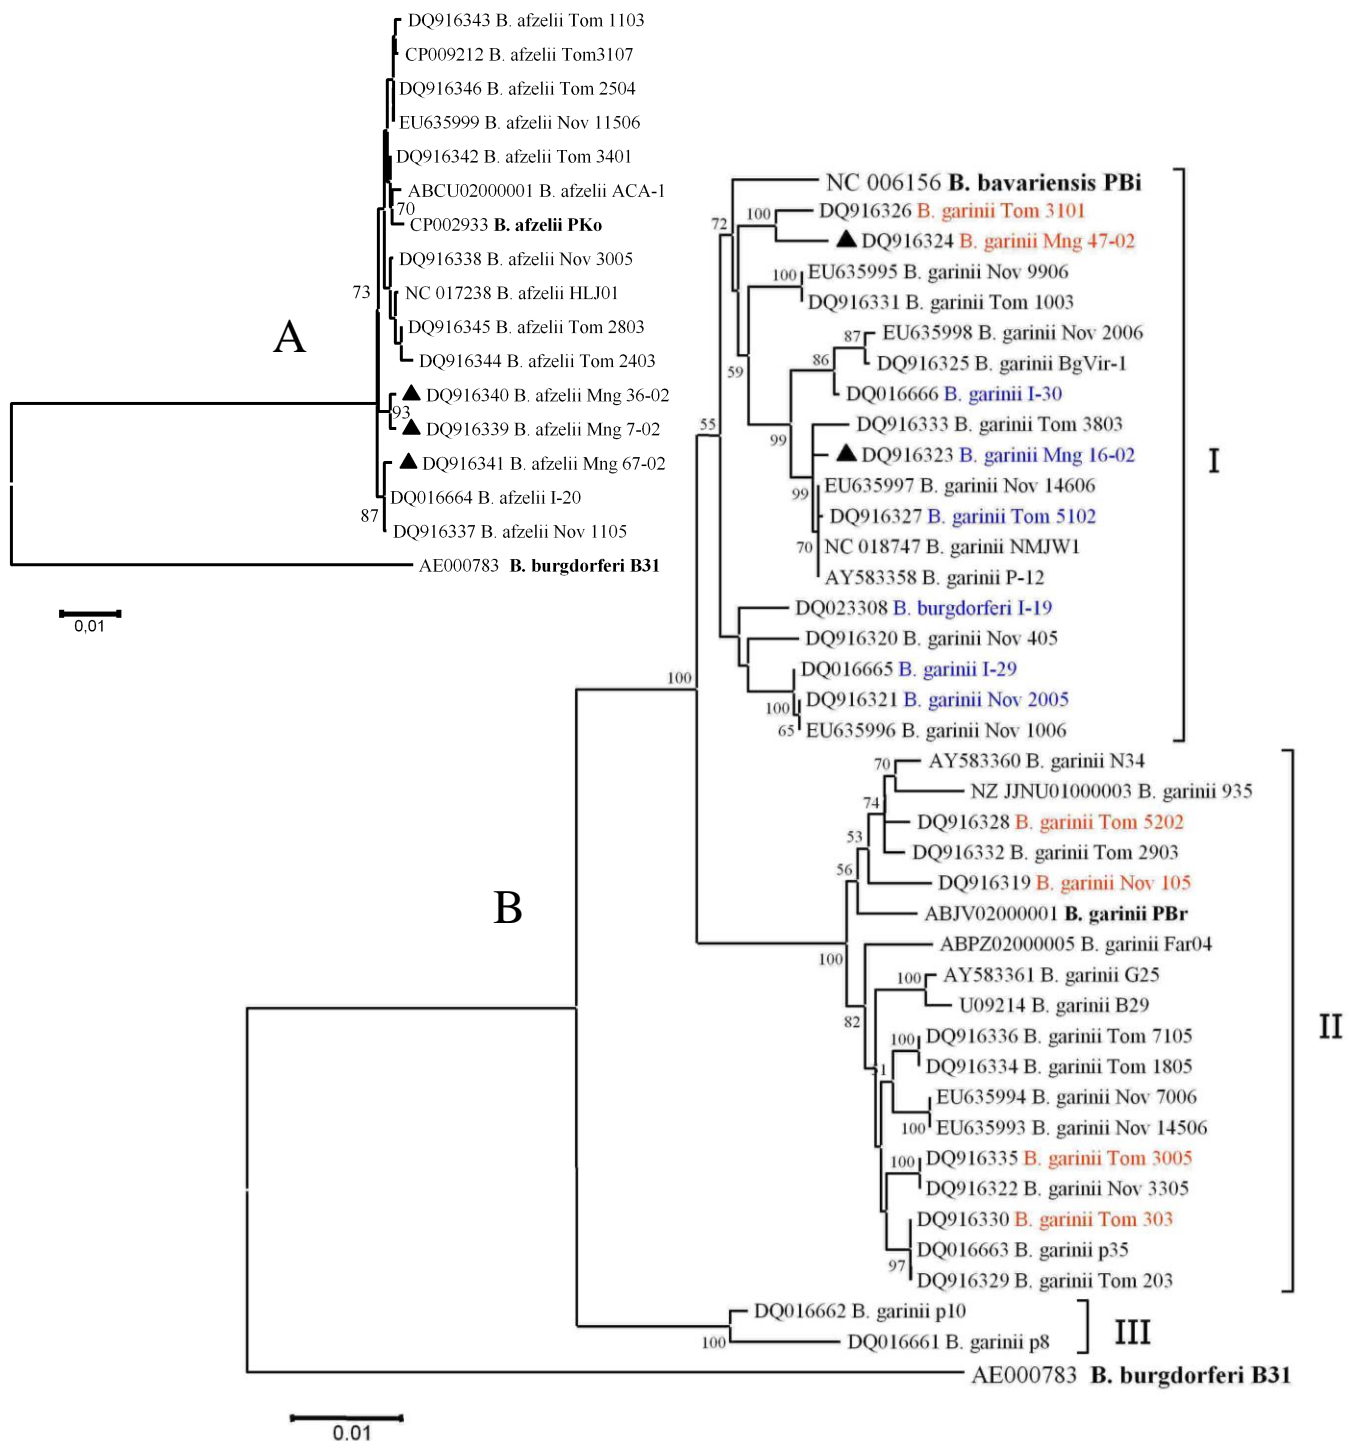 DQ916343 B. afzelii Tom 1103
CP009212 B. afzelii Tom3107
DQ916346 B. afzelii Tom 2504
EU635999 B. afzelii Nov 11506
DQ916342 B. afzelii Tom 3401
ABCU02000001 B. afzelii ACA-1
70
CP002933 B. afzelii PKo
DQ916338 B. afzelii Nov 3005
73
NC 017238 B. afzelii HLJ01
DQ916345 B. afzelii Tom 2803
A
DQ916344 B. afzelii Tom 2403
DQ916340 B. afzelii Mng 36-02
93
DQ916339 B. afzelii Mng 7-02
DQ916341 B. afzelii Mng 67-02
DQ016664 B. afzelii I-20
87
DQ916337 B. afzelii Nov 1105
AE000783 B. burgdorferi B31
0,01
NC 006156 B. bavariensis PBi
72
100
DQ916326 B. garinii Tom 3101
DQ916324 B. garinii Mng 47-02
100
EU635995 B. garinii Nov 9906
DQ916331 B. garinii Tom 1003
87
EU635998 B. garinii Nov 2006
86
DQ916325 B. garinii BgVir-1
59
DQ016666 B. garinii I-30
55
99
DQ916333 B. garinii Tom 3803
DQ916323 B. garinii Mng 16-02
I
99
EU635997 B. garinii Nov 14606
DQ916327 B. garinii Tom 5102
70
NC 018747 B. garinii NMJW1
AY583358 B. garinii P-12
DQ023308 B. burgdorferi I-19
DQ916320 B. garinii Nov 405
100
DQ016665 B. garinii I-29
100
DQ916321 B. garinii Nov 2005
65
EU635996 B. garinii Nov 1006
70
AY583360 B. garinii N34
NZ JJNU01000003 B. garinii 935
74
DQ916328 B. garinii Tom 5202
53
DQ916332 B. garinii Tom 2903
56
DQ916319 B. garinii Nov 105
B
ABJV02000001 B. garinii PBr
100
ABPZ02000005 B. garinii Far04
100
AY583361 B. garinii G25
U09214 B. garinii B29
82
II
100
DQ916336 B. garinii Tom 7105
DQ916334 B. garinii Tom 1805
51
EU635994 B. garinii Nov 7006
100
EU635993 B. garinii Nov 14506
100
DQ916335 B. garinii Tom 3005
DQ916322 B. garinii Nov 3305
DQ916330 B. garinii Tom 303
DQ016663 B. garinii p35
97
DQ916329 B. garinii Tom 203
DQ016662 B. garinii p10
III
100
DQ016661 B. garinii p8
AE000783 B. burgdorferi B31
0.01